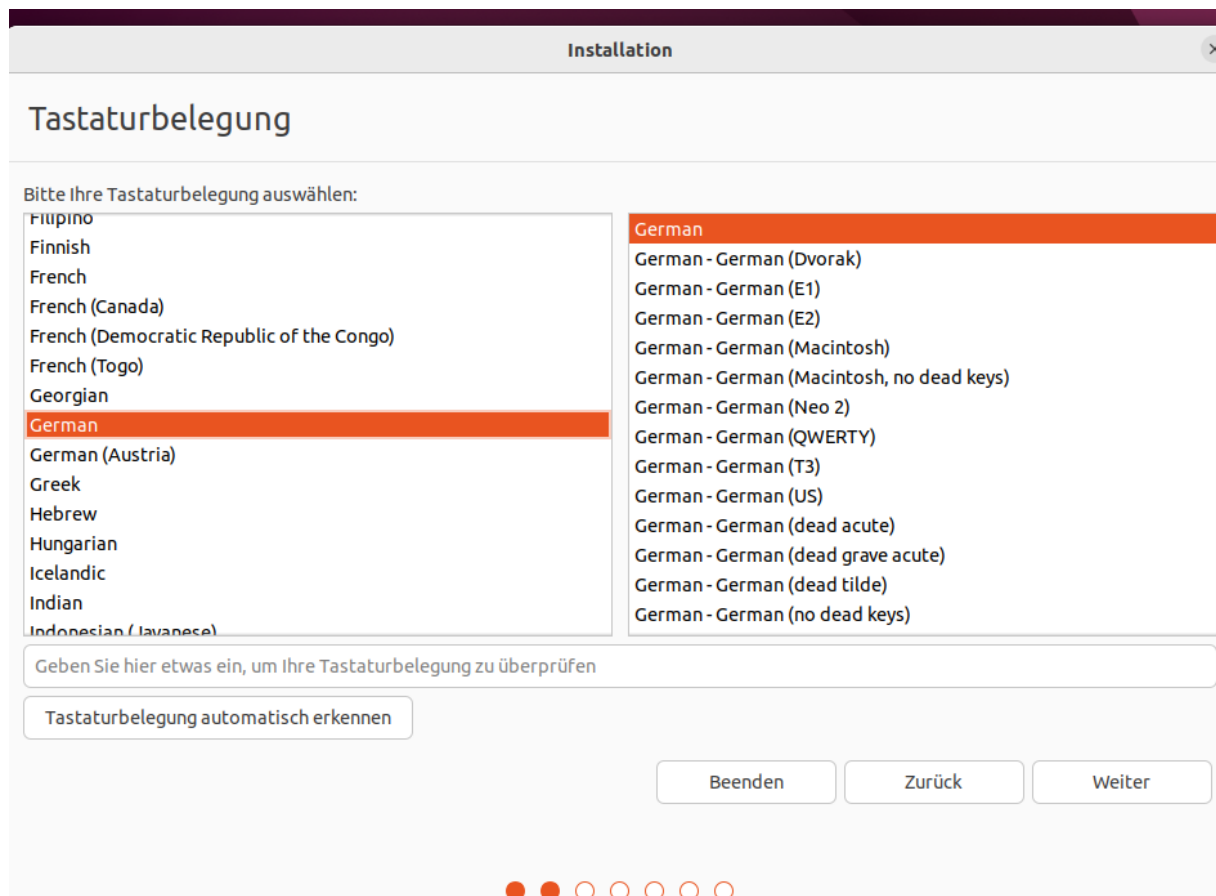 Installation
Tastaturbelegung
Bitte Ihre Tastaturbelegung auswählen:
Filipino
Finnish
French
French (Canada)
French (Democratic Republic of the Congo)
French (Togo)
Georgian
German
German (Austria)
Greek
Hebrew
Hungarian
Icelandic
Indian
Indonesian (Javanese)
German
German - German (Dvorak)
German - German (E1)
German - German (E2)
German - German (Macintosh)
German - German (Macintosh, no dead keys)
German - German (Neo 2)
German - German (QWERTY)
German - German (T3)
German - German (US)
German - German (dead acute)
German - German (dead grave acute)
German - German (dead tilde)
German - German (no dead keys)
Geben Sie hier etwas ein, um Ihre Tastaturbelegung zu überprüfen
Tastaturbelegung automatisch erkennen
Beenden Zurück Weiter